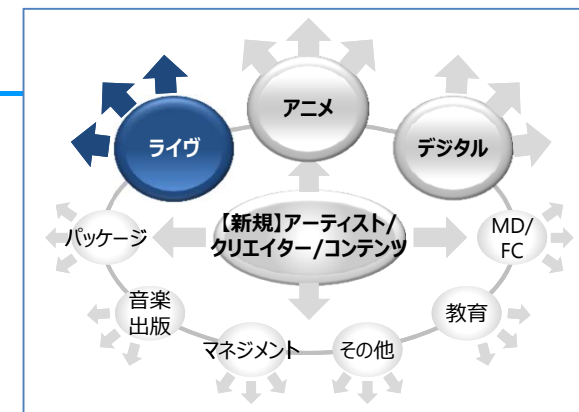 アニメ
ライヴ
デジタル
パッケージ
【新規】アーティスト/
クリエイター/コンテンツ
MD/
FC
音楽
出版
教育
マネジメント
その他